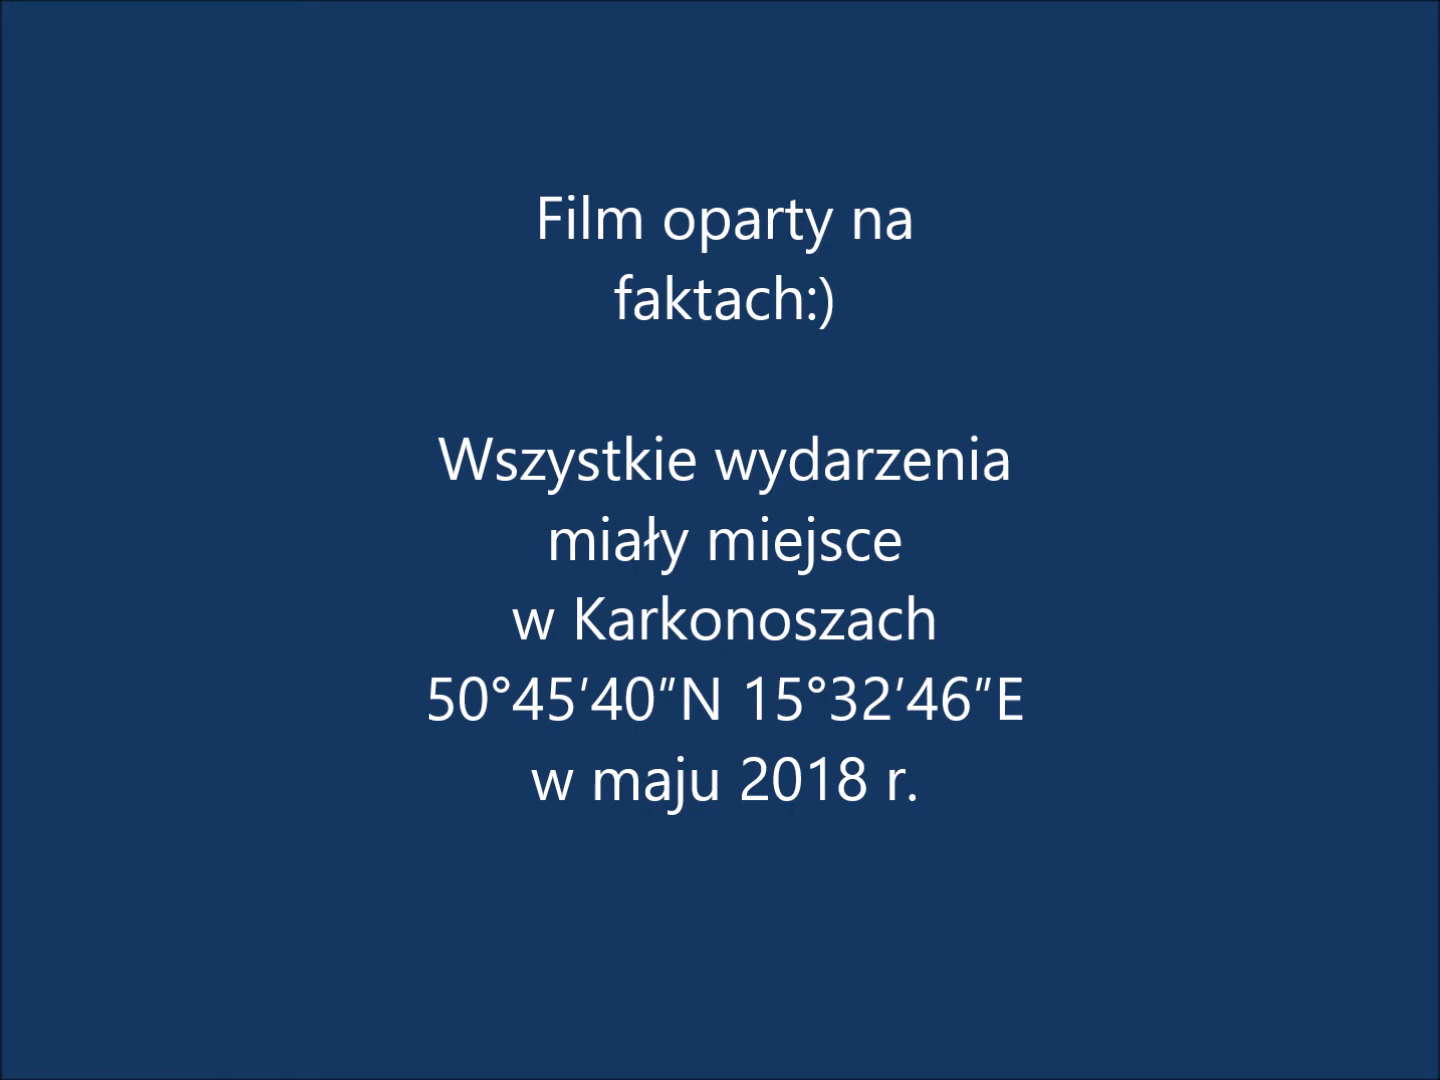 Film oparty na
faktach:)
Wszystkie wydarzenia
miały miejsce
w Karkonoszach
50°45′40″N 15°32′46″E
w maju 2018 r.